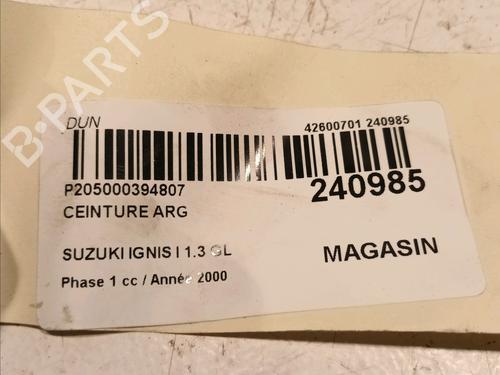 B-PARTS
DUN
42600701 240985
P205000394807
240985
CEINTURE ARG
SUZUKI IGNIS I 1.3 GL
MAGASIN
Phase 1 cc / Année 2000